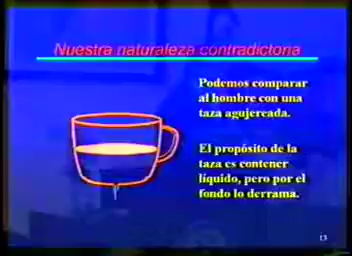 Nuestra naturaleza contradictoria
Podemos comparar
al hombre con una
taza agujereada.
El propósito de la
taza es contener
líquido, pero por el
fondo lo derrama.
13